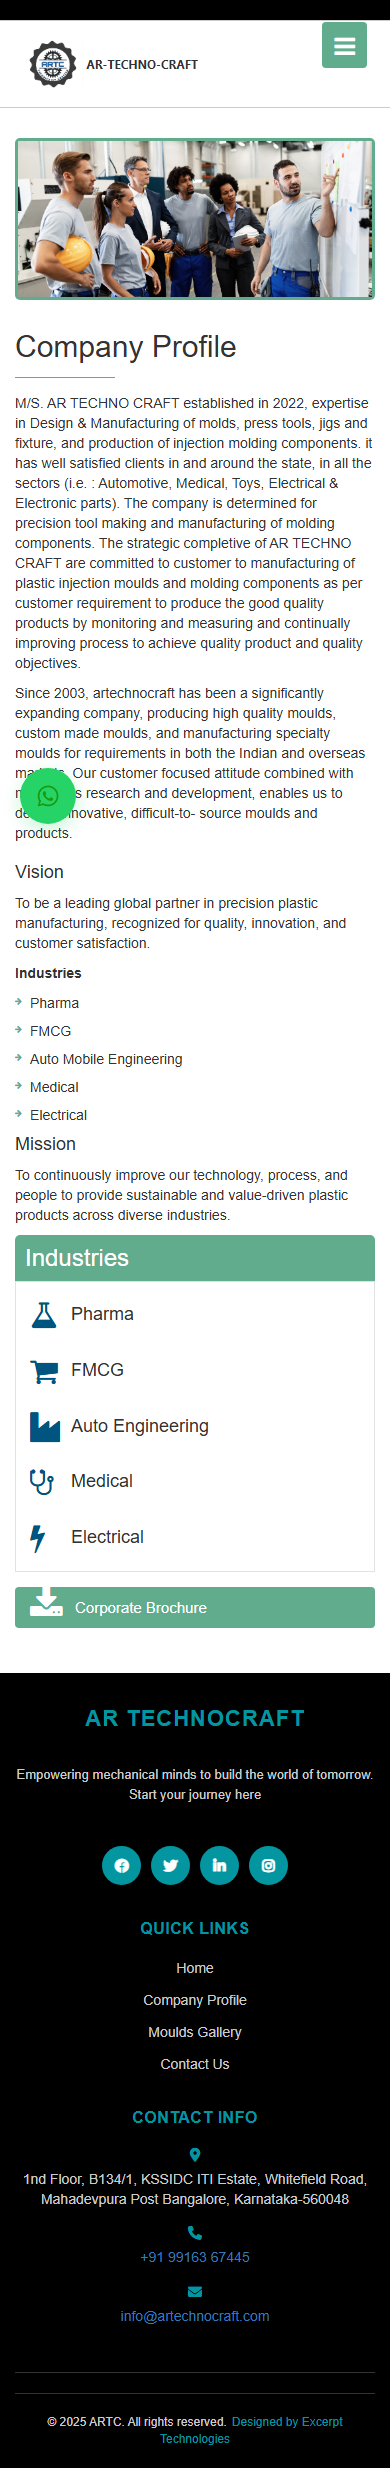 ARTC
AR-TECHNO-CRAFT
Company Profile
M/S. AR TECHNO CRAFT established in 2022, expertise
in Design & Manufacturing of molds, press tools, jigs and
fixture, and production of injection molding components. it
has well satisfied clients in and around the state, in all the
sectors (i.e. : Automotive, Medical, Toys, Electrical &
Electronic parts). The company is determined for
precision tool making and manufacturing of molding
components. The strategic completive of AR TECHNO
CRAFT are committed to customer to manufacturing of
plastic injection moulds and molding components as per
customer requirement to produce the good quality
products by monitoring and measuring and continually
improving process to achieve quality product and quality
objectives.
Since 2003, artechnocraft has been a significantly
expanding company, producing high quality moulds,
custom made moulds, and manufacturing specialty
moulds for requirements in both the Indian and overseas
Our customer focused attitude combined with
research and development, enables us to
difficult-to- source moulds and
products.
Vision
To be a leading global partner in precision plastic
manufacturing, recognized for quality, innovation, and
customer satisfaction.
Industries
Pharma
FMCG
Auto Mobile Engineering
Medical
Electrical
Mission
To continuously improve our technology, process, and
people to provide sustainable and value-driven plastic
products across diverse industries.
Industries
Pharma
FMCG
Auto Engineering
Medical
Electrical
Corporate Brochure
AR TECHNOCRAFT
Empowering mechanical minds to build the world of tomorrow.
Start your journey here
QUICK LINKS
Home
Company Profile
Moulds Gallery
Contact Us
CONTACT INFO
1nd Floor, B134/1, KSSIDC ITI Estate, Whitefield Road,
Mahadevpura Post Bangalore, Karnataka-560048
+91 99163 67445
info@artechnocraft.com
© 2025 ARTC. All rights reserved. Designed by Excerpt
Technologies